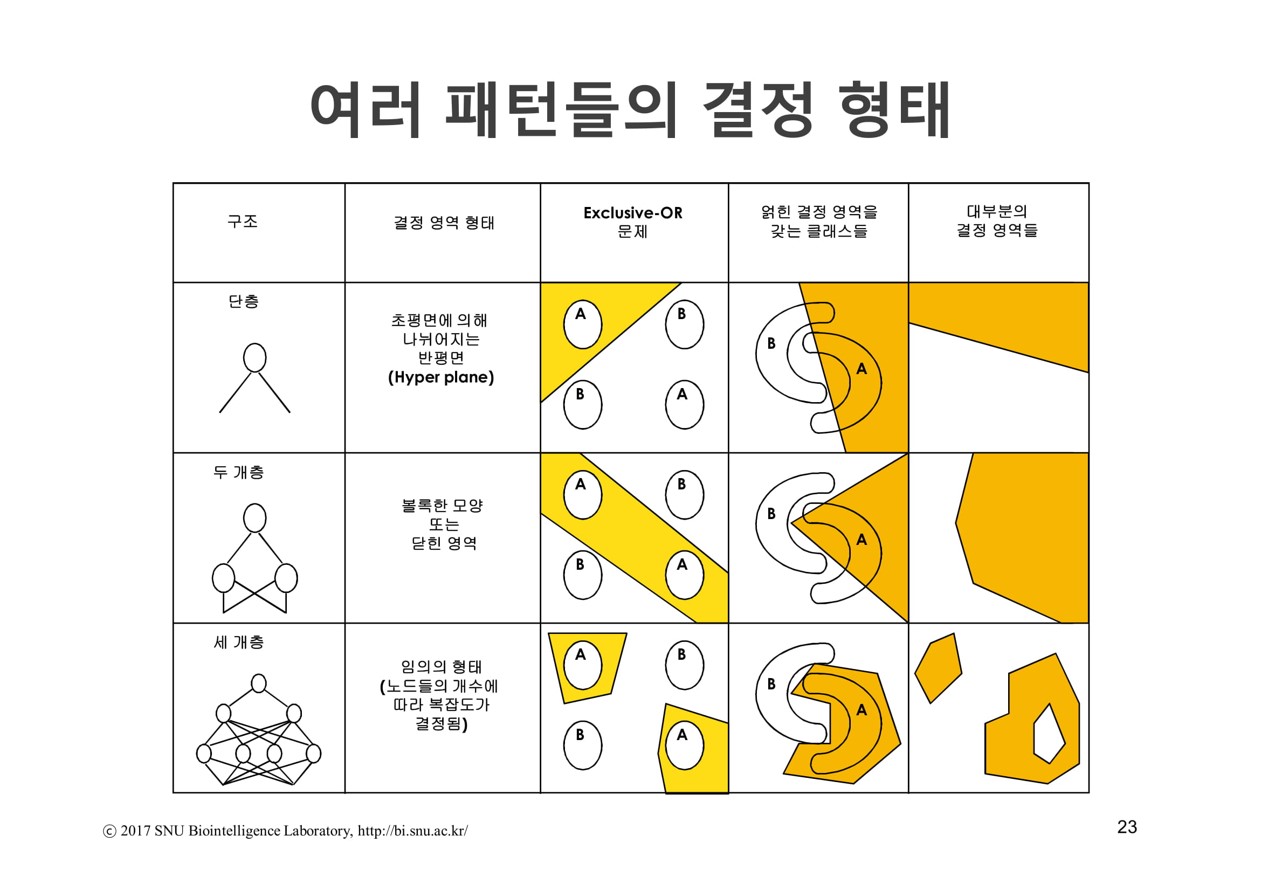 여러 패턴들의 결정 형태
구조
결정 영역 형태
Exclusive-OR
문제
얽힌 결정 영역을
갖는 클래스들
대부분의
결정 영역들
단층
초평면에 의해
나뉘어지는
반평면
(Hyper plane)
A
B
B
A
B
A
두 개층
볼록한 모양
또는
닫힌 영역
A
B
B
A
B
A
세 개층
임의의 형태
(노드들의 개수에
따라 복잡도가
결정됨)
A
B
B
A
B
A
ⓒ 2017 SNU Biointelligence Laboratory, http://bi.snu.ac.kr/
23